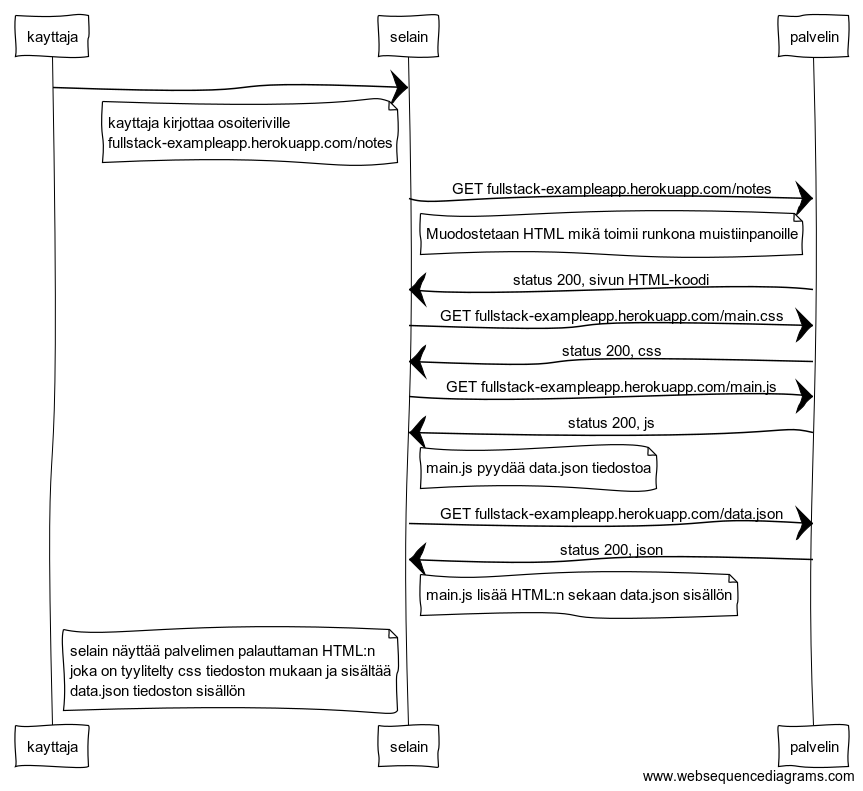 kayttaja
selain
palvelin
kayttaja kirjottaa osoiteriville
fullstack-exampleapp.herokuapp.com/notes
GET fullstack-exampleapp.herokuapp.com/notes
Muodostetaan HTML mikä toimii runkona muistiinpanoille
status 200, sivun HTML-koodi
GET fullstack-exampleapp.herokuapp.com/main.css
status 200, css
GET fullstack-exampleapp.herokuapp.com/main.js
status 200, js
main.js pyydää data.json tiedostoa
GET fullstack-exampleapp.herokuapp.com/data.json
status 200, json
main.js lisää HTML:n sekaan data.json sisällön
selain näyttää palvelimen palauttaman HTML:n
joka on tyylitelty css tiedoston mukaan ja sisältää
data.json tiedoston sisällön
kayttaja
selain
palvelin
www.websequencediagrams.com